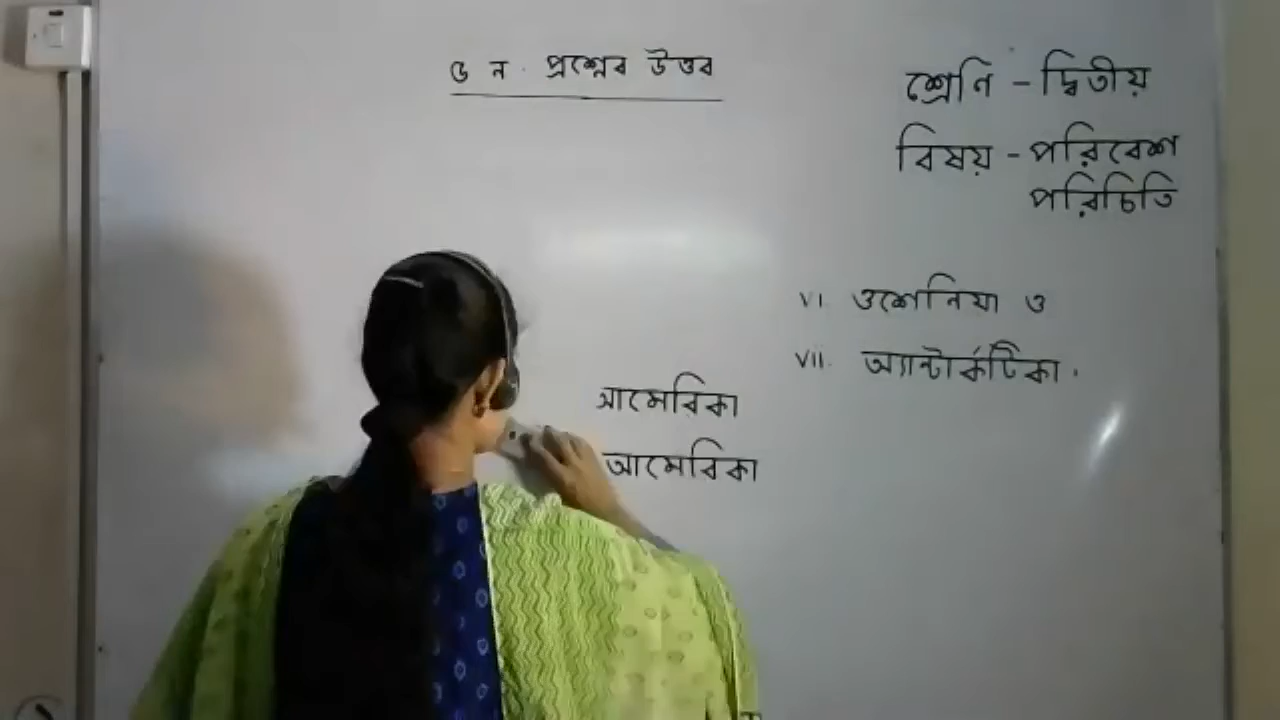 ৬ ন. প্রশ্নের উত্তর
শ্রেনি - দ্বিতীয়
বিষয় - পরিবেশ
পরিচিতি
VI. ওশেনিয়া ও
VII. অ্যান্টার্কটিকা.
আমেরিকা
আমেরিকা